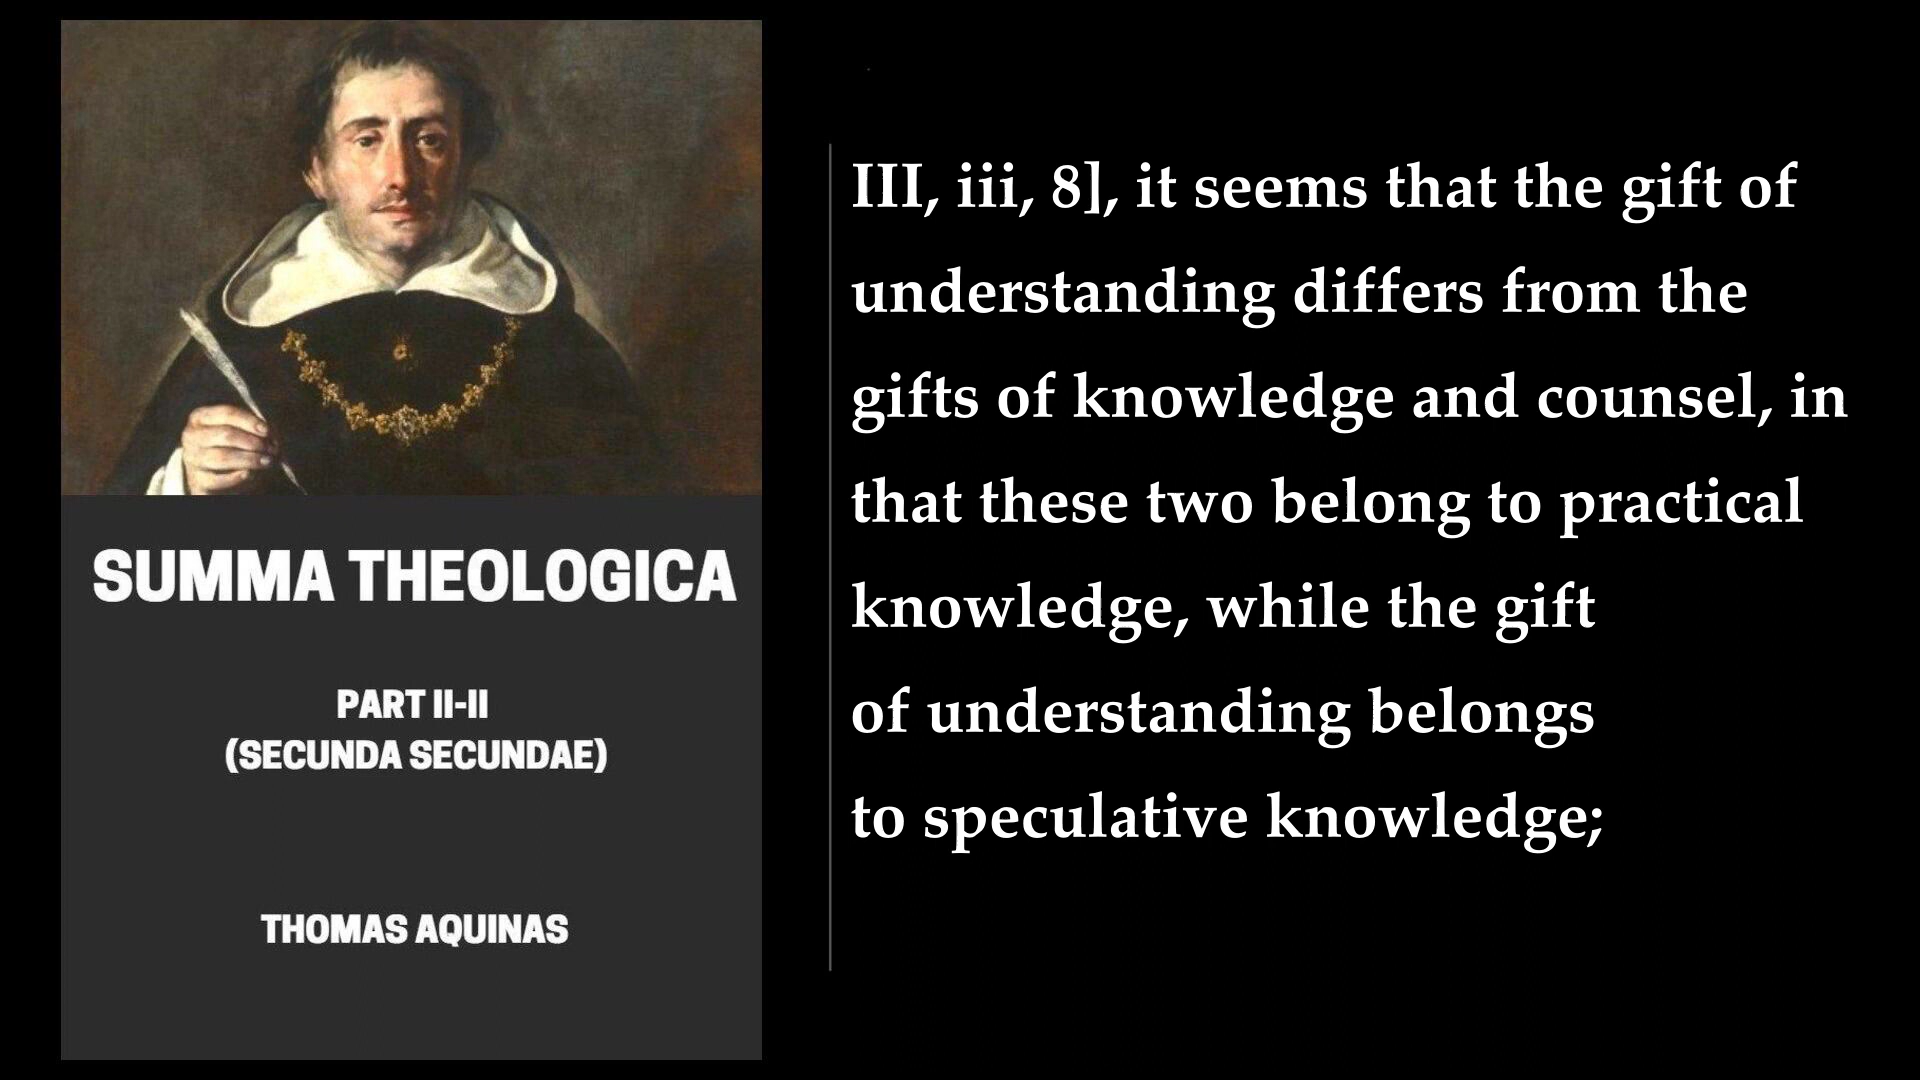 SUMMA THEOLOGICA
PART II-II
(SECUNDA SECUNDAE)
THOMAS AQUINAS
III, iii, 8], it seems that the gift of
understanding differs from the
gifts of knowledge and counsel, in
that these two belong to practical
knowledge, while the gift
of understanding belongs
to speculative knowledge;